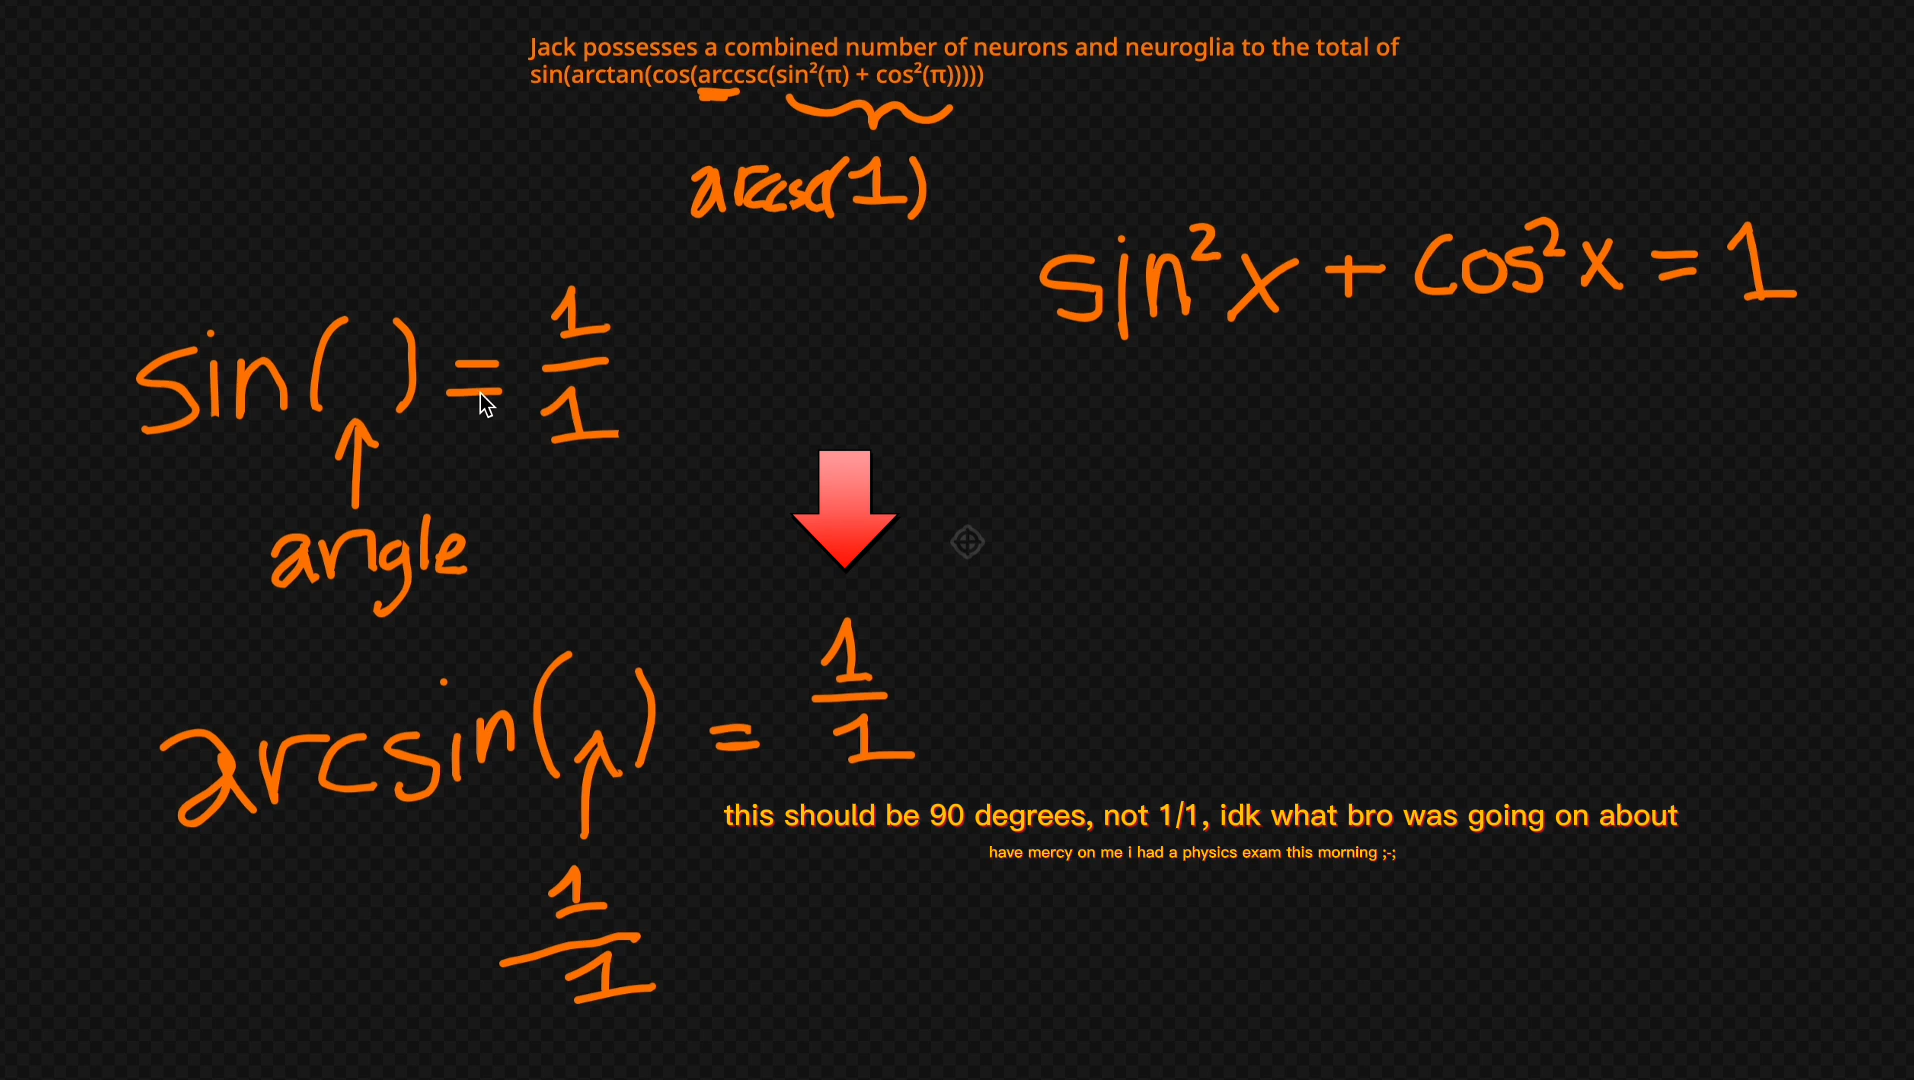 Jack possesses a combined number of neurons and neuroglia to the total of
sin(arctan(cos(arccsc(sin²(π) + cos²(π)))))
arccsc(1)
sin²x + cos²x = 1
sin( ) = 1/1
angle
arcsin( ) = 1/1
this should be 90 degrees, not 1/1, idk what bro was going on about
have mercy on me i had a physics exam this morning ;-;
1/1